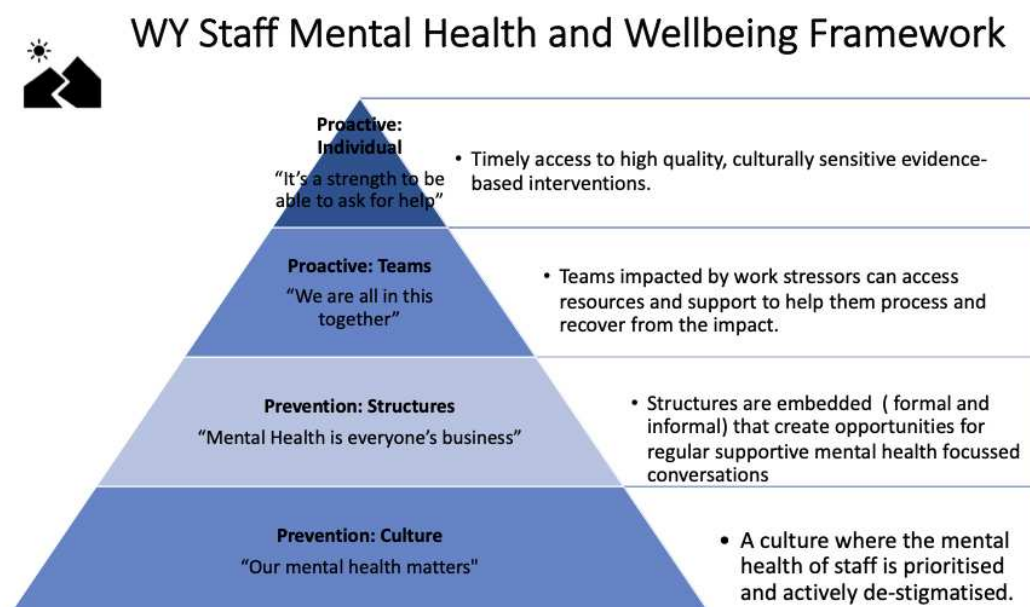 WY Staff Mental Health and Wellbeing Framework
Proactive:
Individual
“It’s a strength to be
able to ask for help”
• Timely access to high quality, culturally sensitive evidence-
based interventions.
Proactive: Teams
“We are all in this
together”
• Teams impacted by work stressors can access
resources and support to help them process and
recover from the impact.
Prevention: Structures
“Mental Health is everyone’s business”
• Structures are embedded ( formal and
informal) that create opportunities for
regular supportive mental health focussed
conversations
Prevention: Culture
“Our mental health matters"
• A culture where the mental
health of staff is prioritised
and actively de-stigmatised.